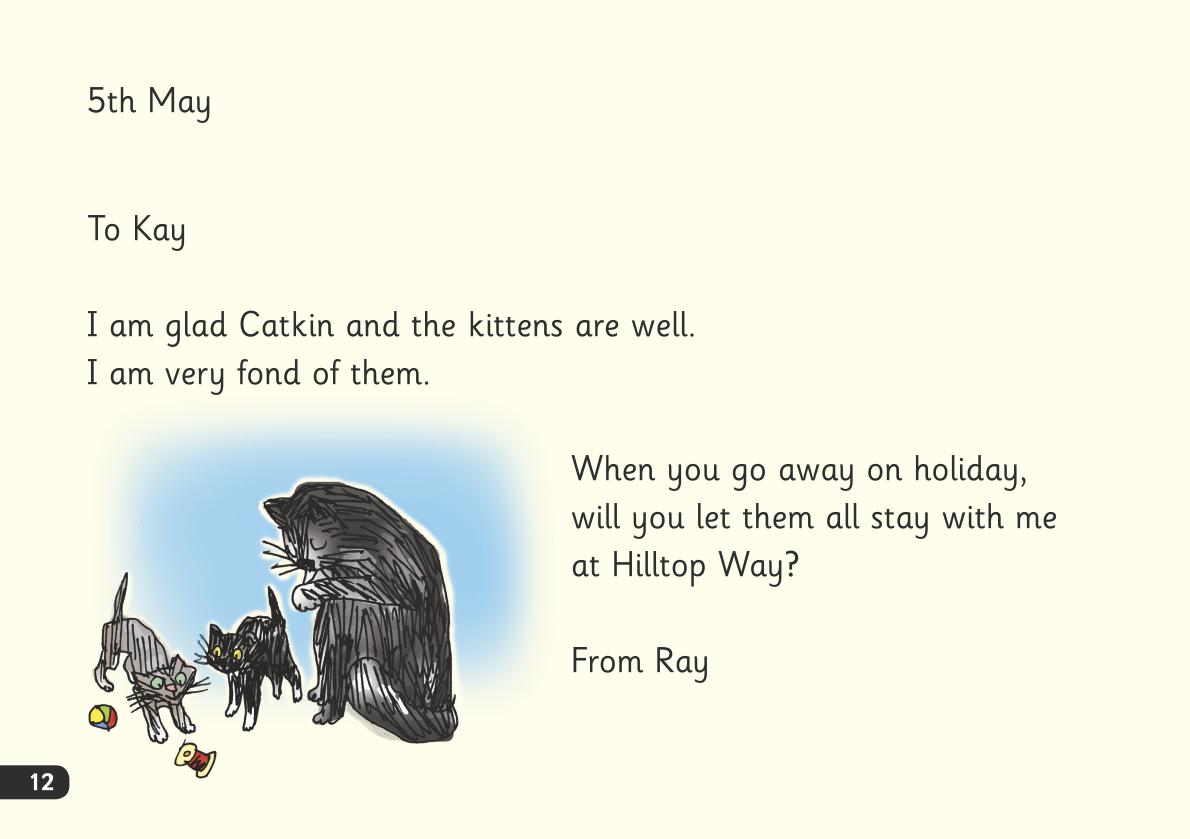 5th May
To Kay
I am glad Catkin and the kittens are well.
I am very fond of them.
When you go away on holiday,
will you let them all stay with me
at Hilltop Way?
From Ray
12